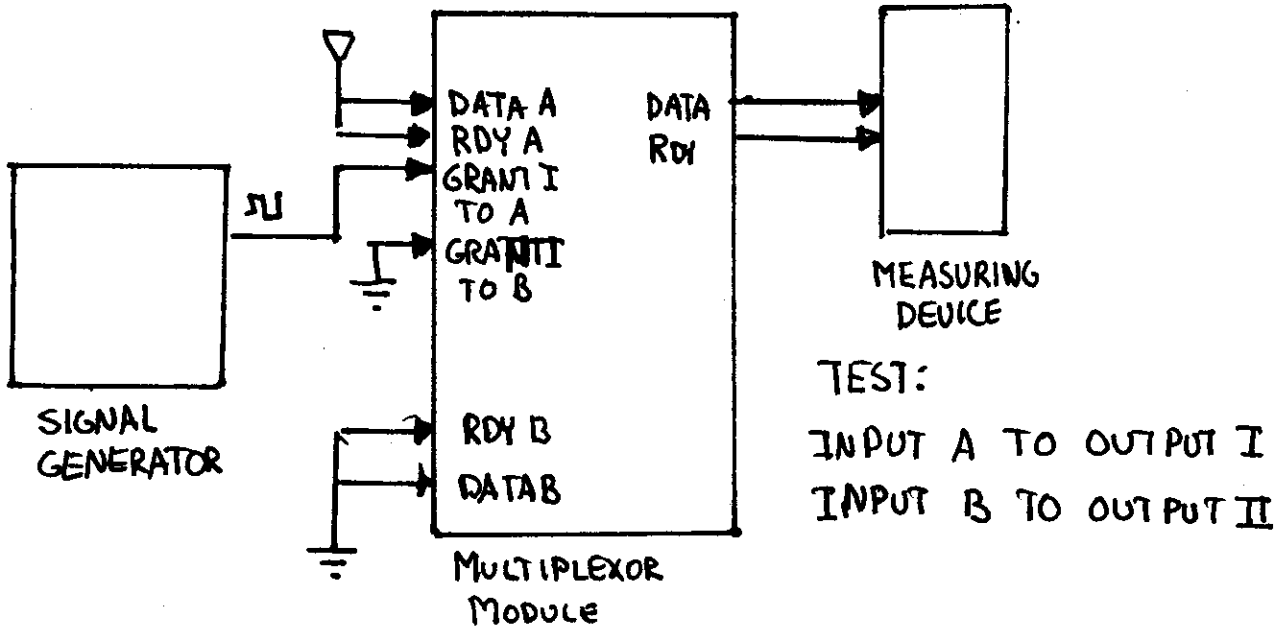 DATA A
RDY A
GRANT I
TO A
GRANT I
TO B
RDY B
DATA B
DATA
RDY
SIGNAL
GENERATOR
MULTIPLEXOR
MODULE
MEASURING
DEVICE
TEST:
INPUT A TO OUTPUT I
INPUT B TO OUTPUT II